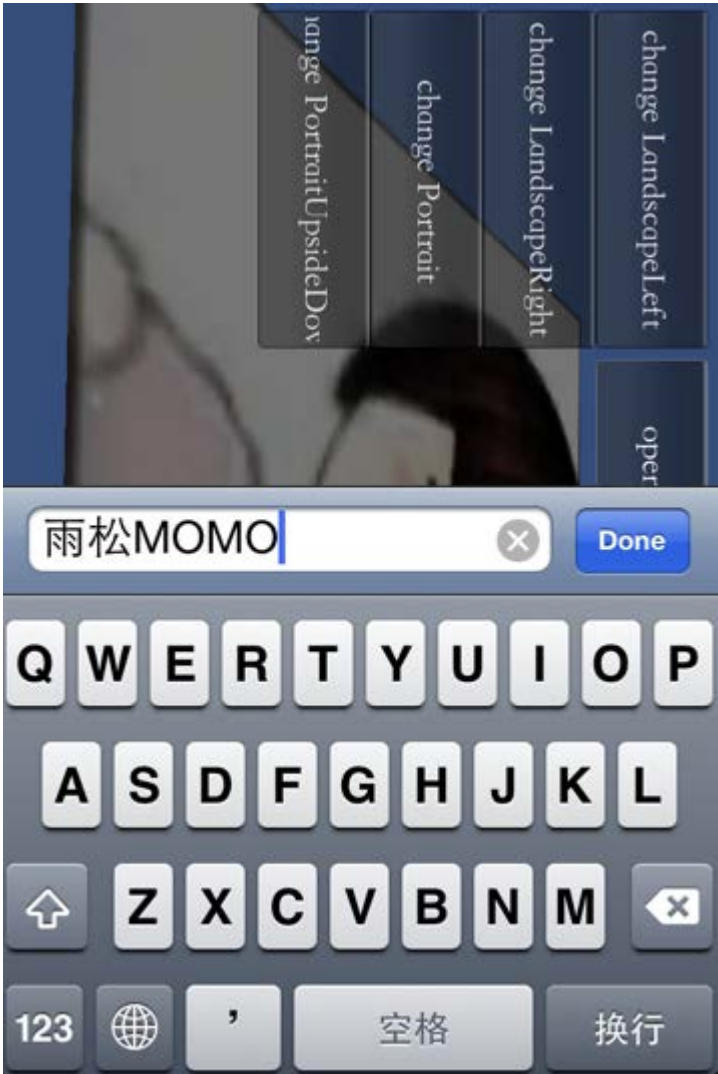 change LandscapeLeft
change LandscapeRight
change Portrait
ange PortraitUpsideDov
oper
雨松MOMO
Done
Q W E R T Y U I O P
A S D F G H J K L
Z X C V B N M
123 , 空格 换行